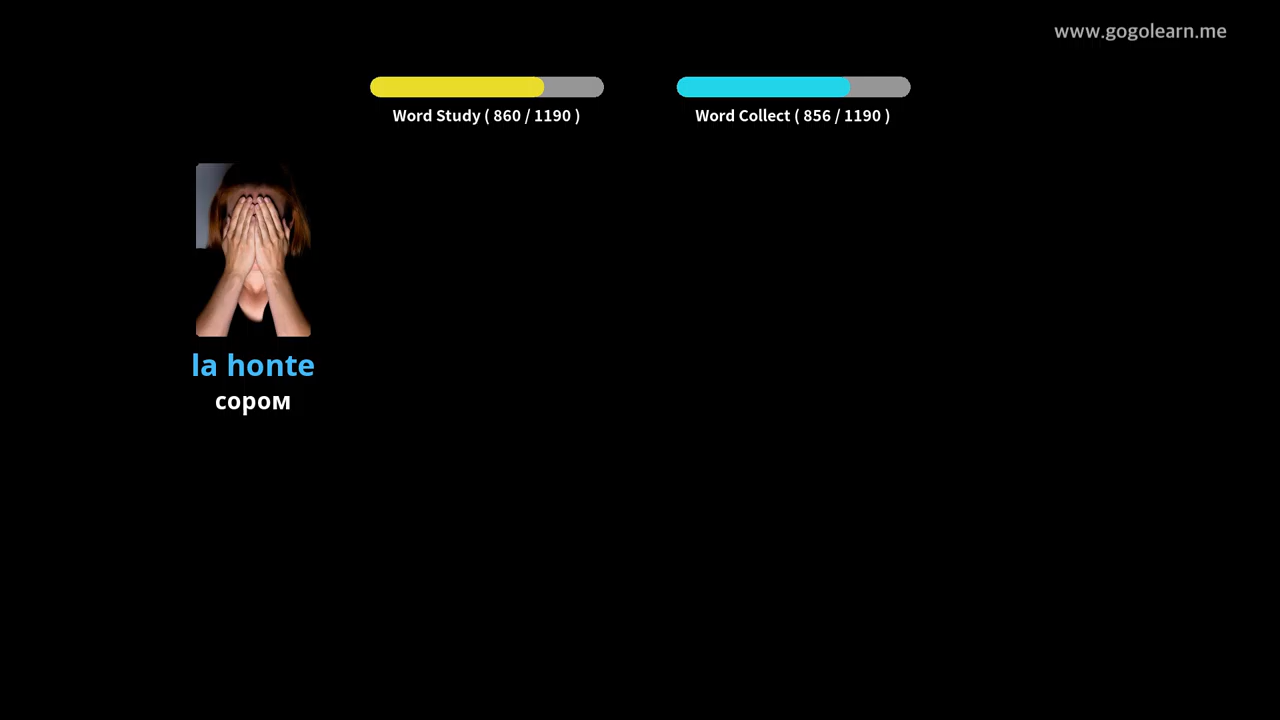 www.gogolearn.me
Word Study ( 860 / 1190 )
Word Collect ( 856 / 1190 )
la honte
сором